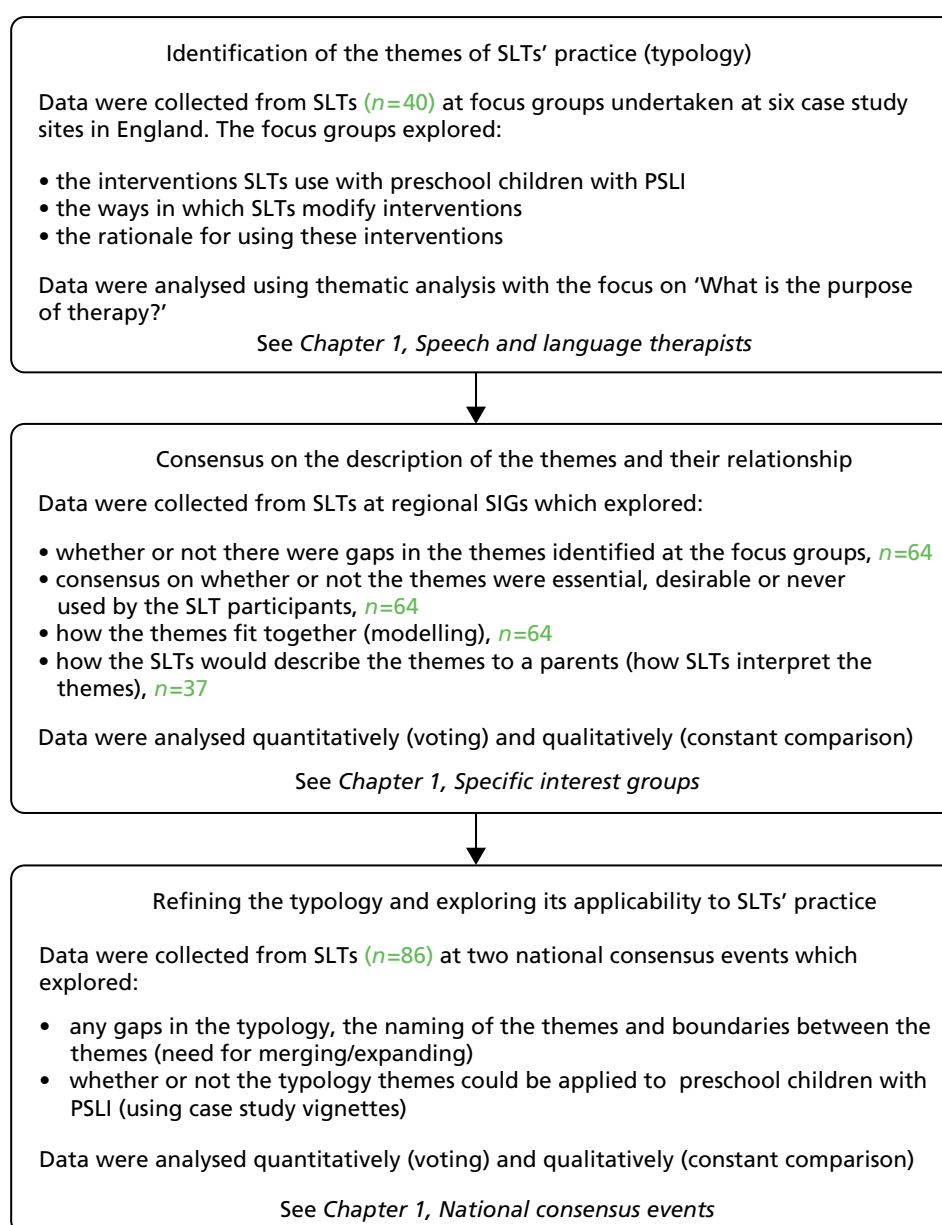 Identification of the themes of SLTs’ practice (typology)
Data were collected from SLTs (n=40) at focus groups undertaken at six case study
sites in England. The focus groups explored:
• the interventions SLTs use with preschool children with PSLI
• the ways in which SLTs modify interventions
• the rationale for using these interventions
Data were analysed using thematic analysis with the focus on ‘What is the purpose
of therapy?’
See Chapter 1, Speech and language therapists
Consensus on the description of the themes and their relationship
Data were collected from SLTs at regional SIGs which explored:
• whether or not there were gaps in the themes identified at the focus groups, n=64
• consensus on whether or not the themes were essential, desirable or never
used by the SLT participants, n=64
• how the themes fit together (modelling), n=64
• how the SLTs would describe the themes to a parents (how SLTs interpret the
themes), n=37
Data were analysed quantitatively (voting) and qualitatively (constant comparison)
See Chapter 1, Specific interest groups
Refining the typology and exploring its applicability to SLTs’ practice
Data were collected from SLTs (n=86) at two national consensus events which
explored:
• any gaps in the typology, the naming of the themes and boundaries between the
themes (need for merging/expanding)
• whether or not the typology themes could be applied to preschool children with
PSLI (using case study vignettes)
Data were analysed quantitatively (voting) and qualitatively (constant comparison)
See Chapter 1, National consensus events